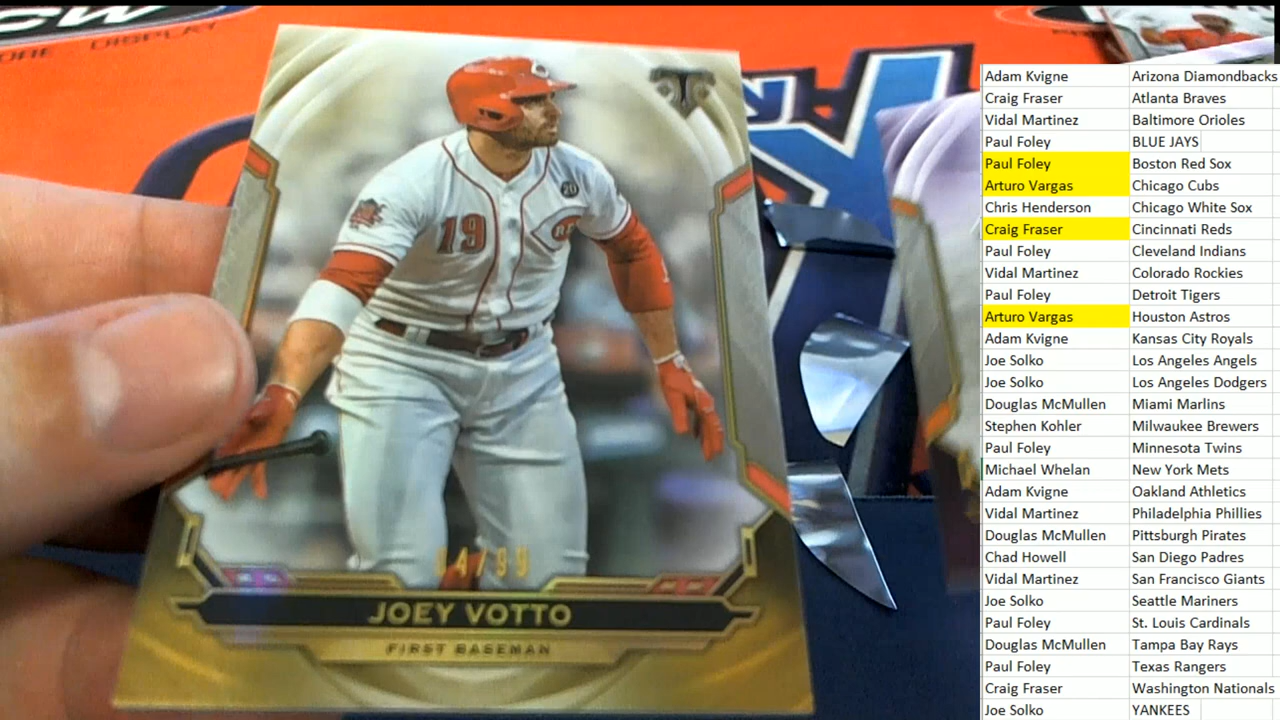 CW
ORE DISPLAY
19
20
04/99
JOEY VOTTO
FIRST BASEMAN
Adam Kvigne Arizona Diamondbacks
Craig Fraser Atlanta Braves
Vidal Martinez Baltimore Orioles
Paul Foley BLUE JAYS
Paul Foley Boston Red Sox
Arturo Vargas Chicago Cubs
Chris Henderson Chicago White Sox
Craig Fraser Cincinnati Reds
Paul Foley Cleveland Indians
Vidal Martinez Colorado Rockies
Paul Foley Detroit Tigers
Arturo Vargas Houston Astros
Adam Kvigne Kansas City Royals
Joe Solko Los Angeles Angels
Joe Solko Los Angeles Dodgers
Douglas McMullen Miami Marlins
Stephen Kohler Milwaukee Brewers
Paul Foley Minnesota Twins
Michael Whelan New York Mets
Adam Kvigne Oakland Athletics
Vidal Martinez Philadelphia Phillies
Douglas McMullen Pittsburgh Pirates
Chad Howell San Diego Padres
Vidal Martinez San Francisco Giants
Joe Solko Seattle Mariners
Paul Foley St. Louis Cardinals
Douglas McMullen Tampa Bay Rays
Paul Foley Texas Rangers
Craig Fraser Washington Nationals
Joe Solko YANKEES